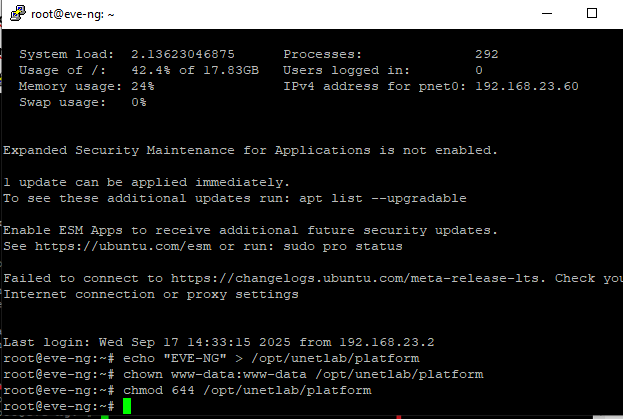 root@eve-ng: ~
System load:  2.13623046875      Processes:               292
Usage of /:   42.4% of 17.83GB   Users logged in:         0
Memory usage: 24%                IPv4 address for pnet0: 192.168.23.60
Swap usage:   0%
Expanded Security Maintenance for Applications is not enabled.
1 update can be applied immediately.
To see these additional updates run: apt list --upgradable
Enable ESM Apps to receive additional future security updates.
See https://ubuntu.com/esm or run: sudo pro status
Failed to connect to https://changelogs.ubuntu.com/meta-release-lts. Check you
Internet connection or proxy settings
Last login: Wed Sep 17 14:33:15 2025 from 192.168.23.2
root@eve-ng:~# echo "EVE-NG" > /opt/unetlab/platform
root@eve-ng:~# chown www-data:www-data /opt/unetlab/platform
root@eve-ng:~# chmod 644 /opt/unetlab/platform
root@eve-ng:~#